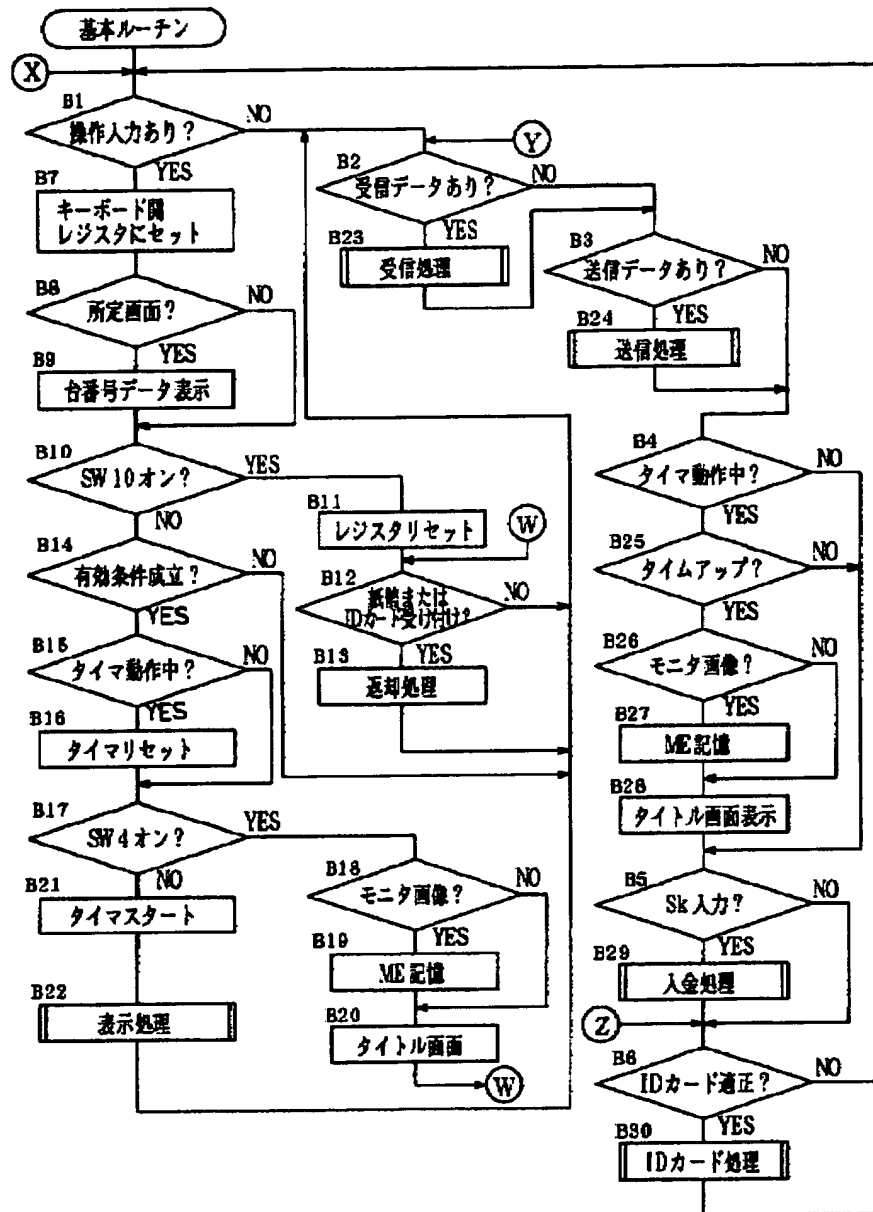 基本ルーチン
X
B1
操作入力あり?
NO
YES
B7
キーボード関
レジスタにセット
B8
所定画面?
NO
YES
B9
台番号データ表示
B10
SW10オン?
YES
NO
B14
有効条件成立?
NO
YES
B15
タイマ動作中?
NO
YES
B16
タイマリセット
B17
SW4オン?
YES
NO
B21
タイマスタート
B22
表示処理
Y
B2
受信データあり?
NO
YES
B23
受信処理
B11
レジスタリセット
W
B12
紙幣または
IDカード受け付け?
NO
YES
B13
返却処理
B18
モニタ画像?
NO
YES
B19
ME記憶
B20
タイトル画面
W
B3
送信データあり?
NO
YES
B24
送信処理
B4
タイマ動作中?
NO
YES
B25
タイムアップ?
NO
YES
B26
モニタ画像?
NO
YES
B27
ME記憶
B28
タイトル画面表示
B5
Sk入力?
NO
YES
B29
入金処理
Z
B6
IDカード適正?
NO
YES
B30
IDカード処理